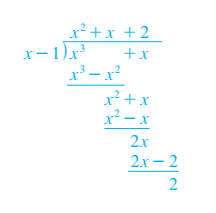 x² + x + 2
x − 1)x³ + x
x³ − x²
x² + x
x² − x
2x
2x − 2
2